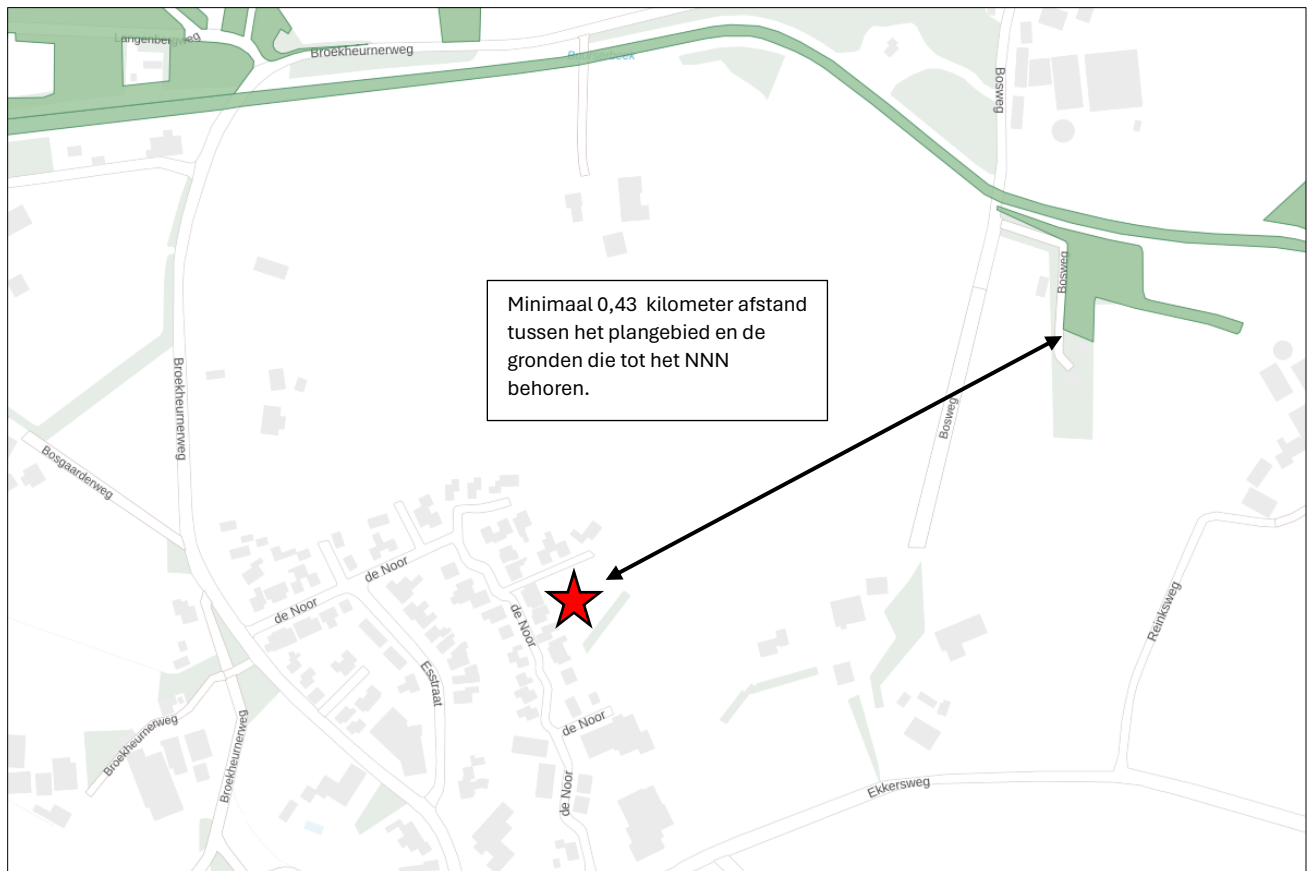 Langenbergweg
Broekheurnerweg
Bosweg
Bosweg
Minimaal 0,43 kilometer afstand
tussen het plangebied en de
gronden die tot het NNN
behoren.
Broekheurnerweg
Bosweg
Bosgaarderweg
de Noor
de Noor
de Noor
Reinksweg
Esstraat
de Noor
Broekheurnerweg
Broekheurnerweg
de Noor
Ekkersweg